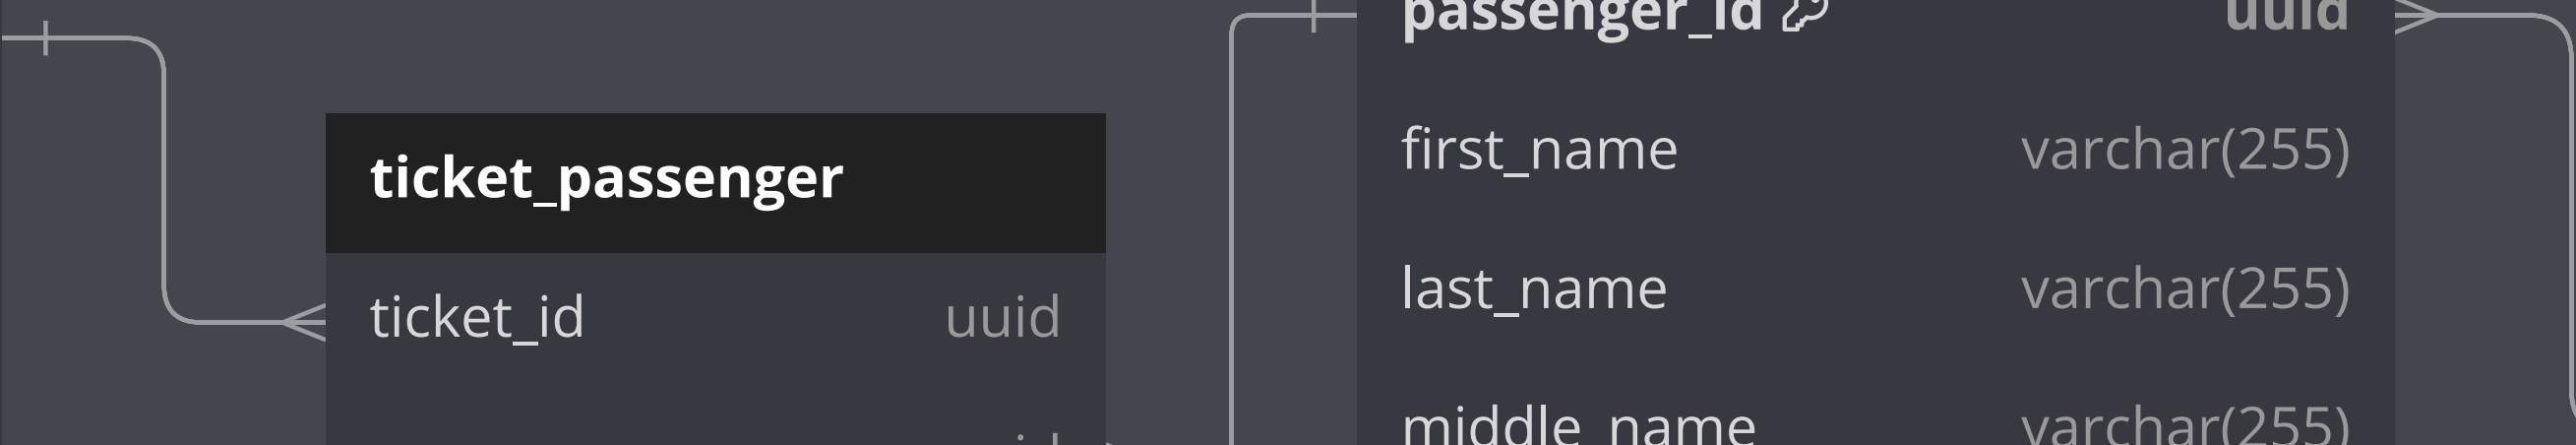 passenger_id uuid
ticket_passenger
first_name varchar(255)
last_name varchar(255)
ticket_id uuid
middle_name varchar(255)